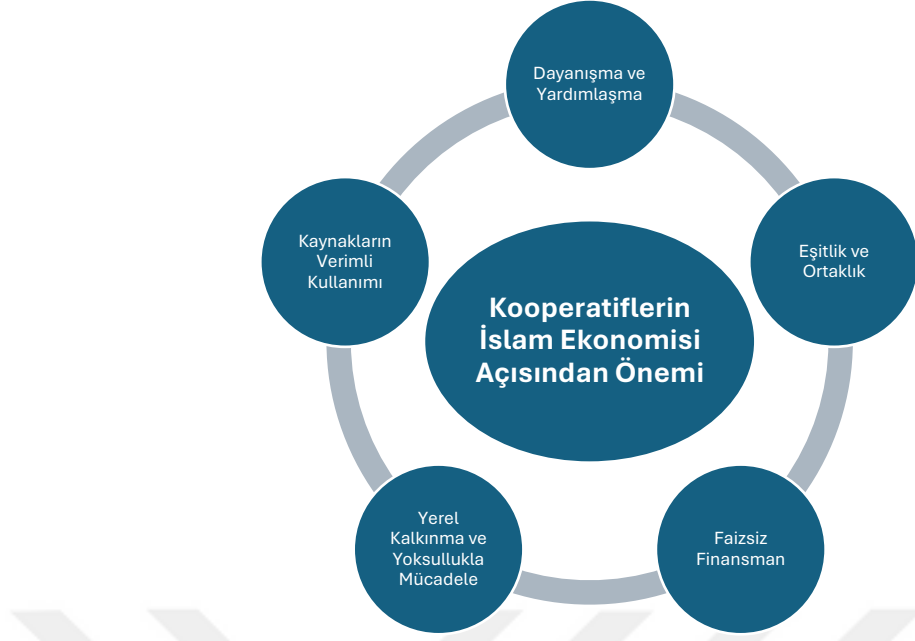 Dayanışma ve
Yardımlaşma
Kaynakların
Verimli
Kullanımı
Eşitlik ve
Ortaklık
Kooperatiflerin
İslam Ekonomisi
Açısından Önemi
Yerel
Kalkınma ve
Yoksullukla
Mücadele
Faizsiz
Finansman